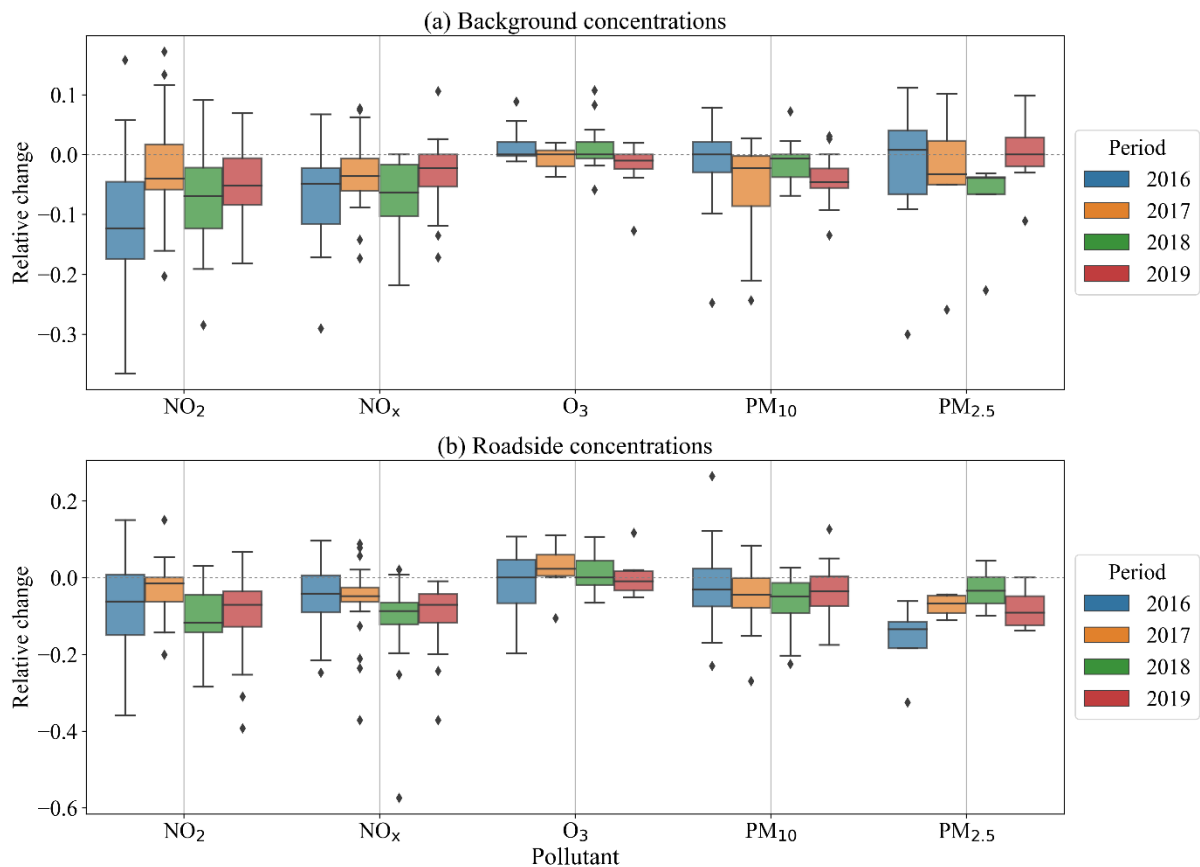 (a) Background concentrations
Relative change
0.1
0.0
−0.1
−0.2
−0.3
NO₂
NOₓ
O₃
PM₁₀
PM₂.₅
Period
2016
2017
2018
2019
(b) Roadside concentrations
Relative change
0.2
0.0
−0.2
−0.4
−0.6
NO₂
NOₓ
O₃
PM₁₀
PM₂.₅
Pollutant
Period
2016
2017
2018
2019